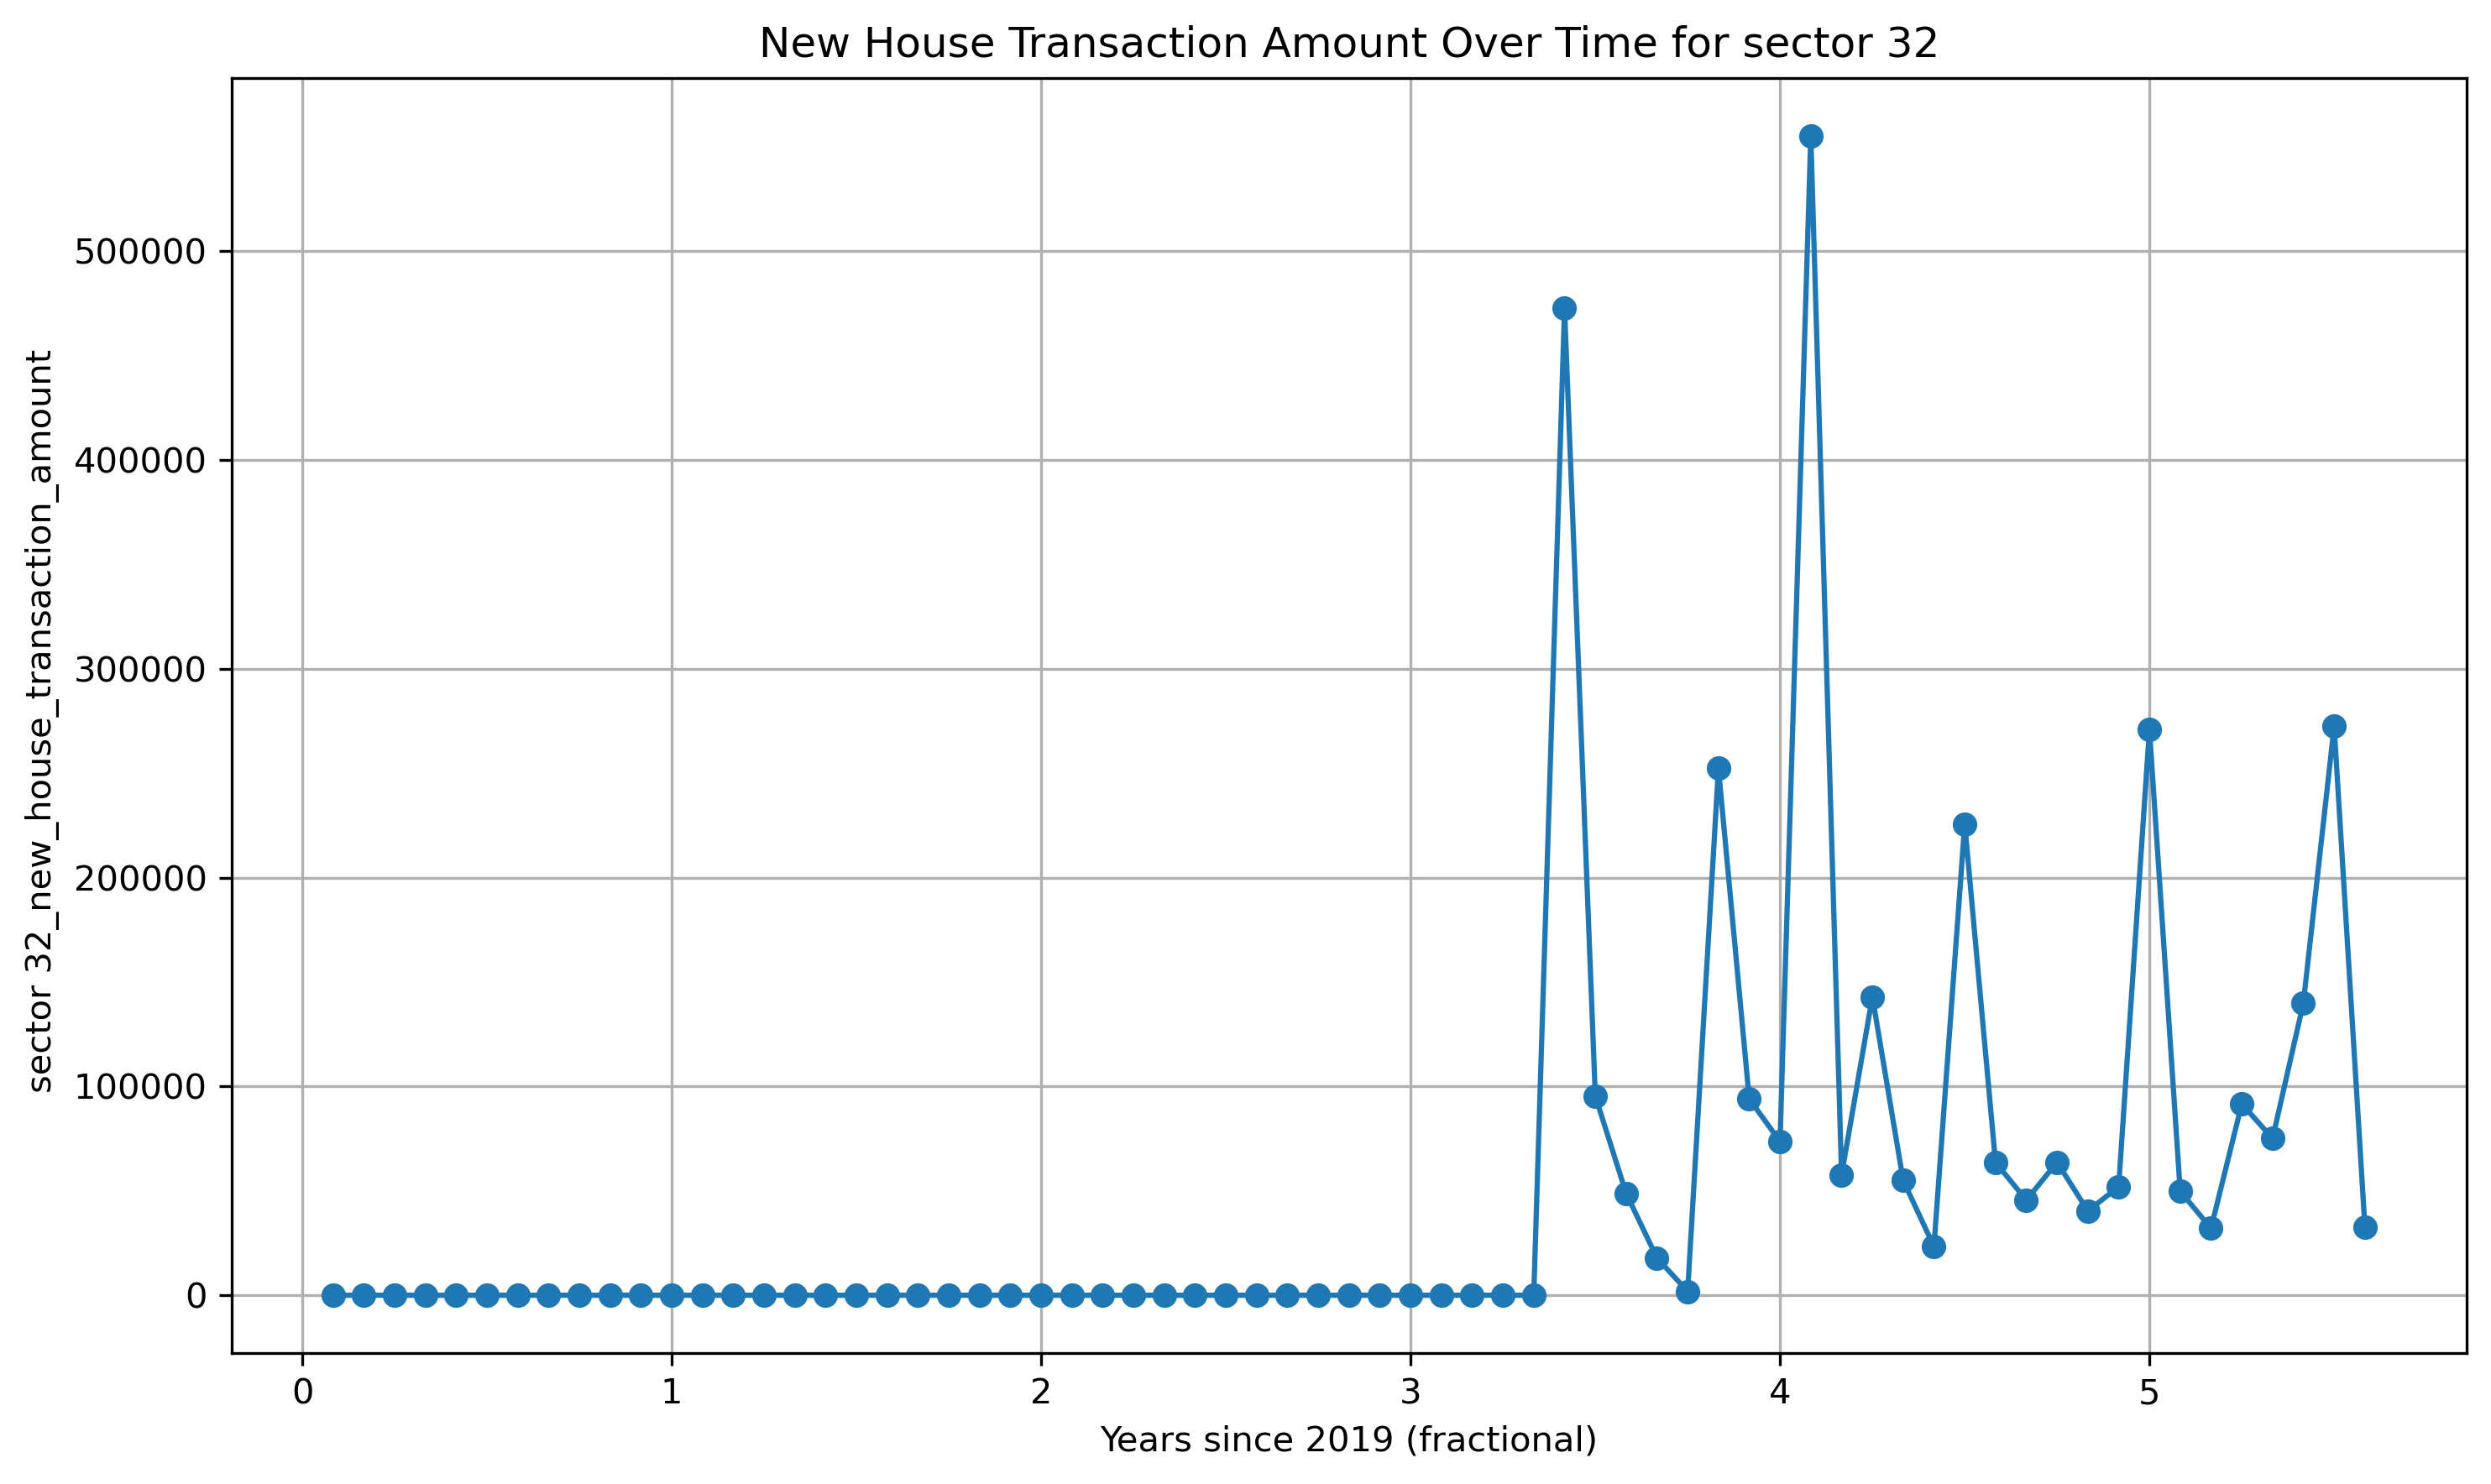 New House Transaction Amount Over Time for sector 32
sector 32_new_house_transaction_amount
500000
400000
300000
200000
100000
0
0 1 2 3 4 5
Years since 2019 (fractional)